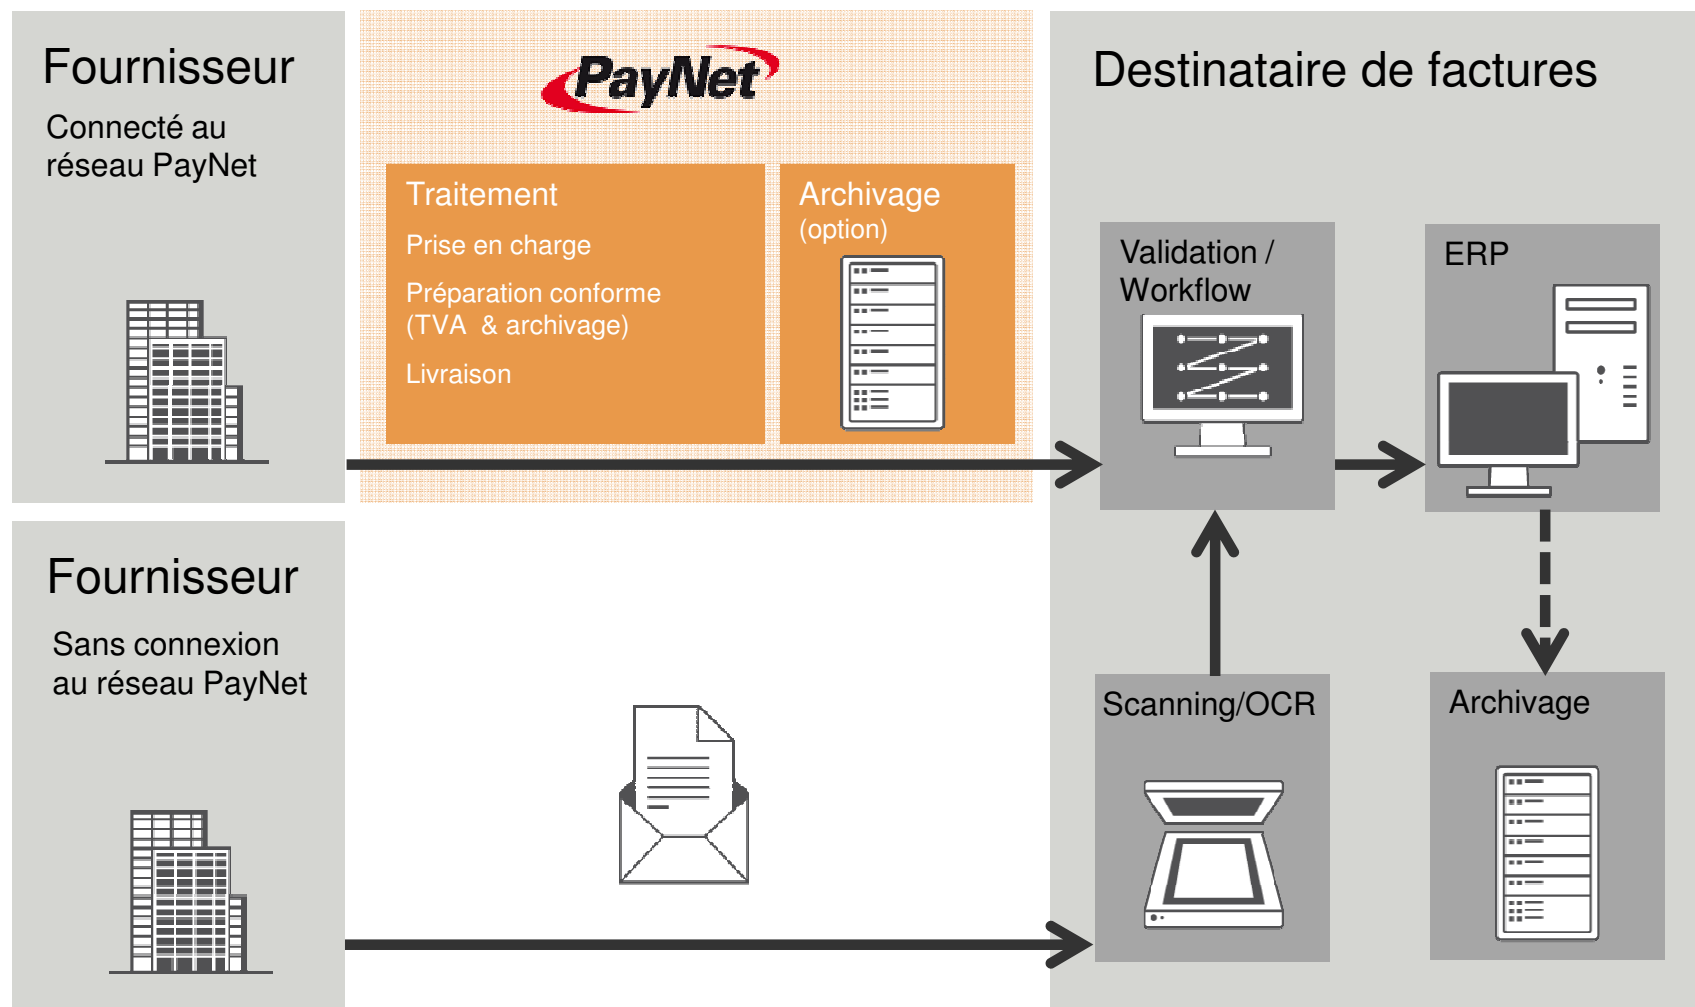 Fournisseur
Connecté au
réseau PayNet
PayNet
Traitement
Prise en charge
Préparation conforme
(TVA & archivage)
Livraison
Archivage
(option)
Destinataire de factures
Validation /
Workflow
ERP
Fournisseur
Sans connexion
au réseau PayNet
Scanning/OCR
Archivage